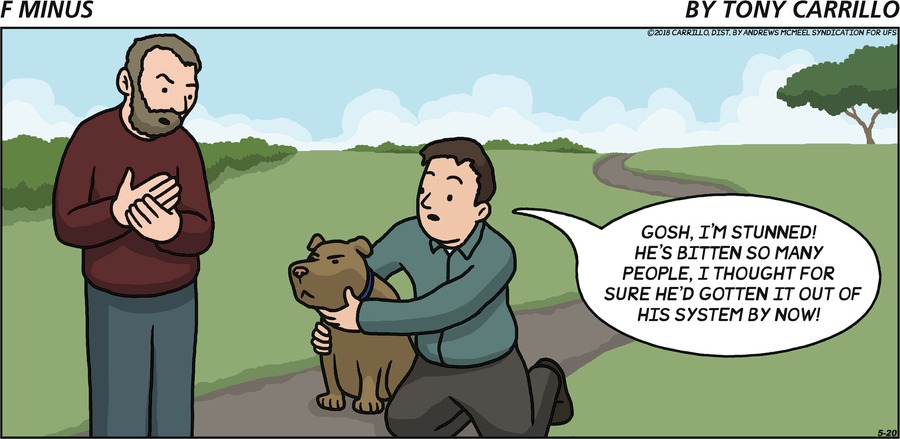 F MINUS
BY TONY CARRILLO
©2018 CARRILLO, DIST. BY ANDREWS MCMEEL SYNDICATION FOR UFS
GOSH, I'M STUNNED!
HE'S BITTEN SO MANY
PEOPLE, I THOUGHT FOR
SURE HE'D GOTTEN IT OUT OF
HIS SYSTEM BY NOW!
5-20